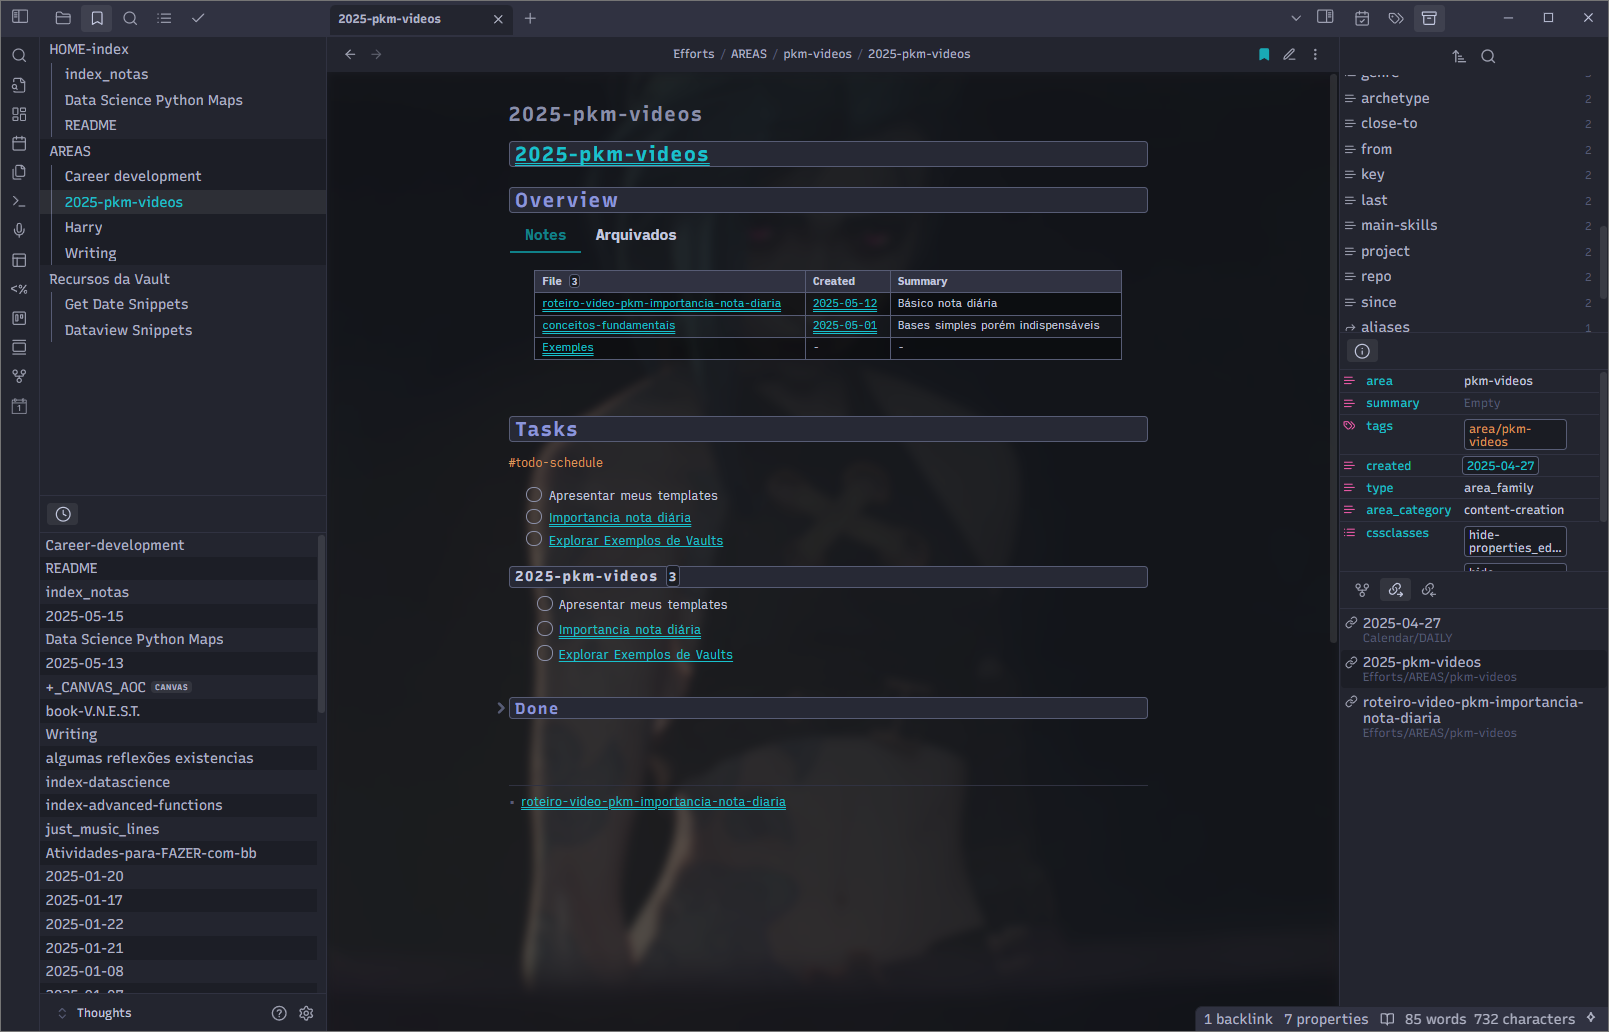 2025-pkm-videos
HOME-index
index_notas
Data Science Python Maps
README
AREAS
Career development
2025-pkm-videos
Harry
Writing
Recursos da Vault
Get Date Snippets
Dataview Snippets
Career-development
README
index_notas
2025-05-15
Data Science Python Maps
2025-05-13
+_CANVAS_AOC CANVAS
book-V.N.E.S.T.
Writing
algumas reflexões existencias
index-datascience
index-advanced-functions
just_music_lines
Atividades-para-FAZER-com-bb
2025-01-20
2025-01-17
2025-01-22
2025-01-21
2025-01-08
Thoughts
Efforts / AREAS / pkm-videos / 2025-pkm-videos
2025-pkm-videos
2025-pkm-videos
Overview
Notes Arquivados
File 3 Created Summary
roteiro-video-pkm-importancia-nota-diaria 2025-05-12 Básico nota diária
conceitos-fundamentais 2025-05-01 Bases simples porém indispensáveis
Exemples - -
Tasks
#todo-schedule
Apresentar meus templates
Importancia nota diária
Explorar Exemplos de Vaults
2025-pkm-videos 3
Apresentar meus templates
Importancia nota diária
Explorar Exemplos de Vaults
Done
roteiro-video-pkm-importancia-nota-diaria
genre
archetype 2
close-to 2
from 2
key 2
last 2
main-skills 2
project 2
repo 2
since 2
aliases 1
area pkm-videos
summary Empty
tags area/pkm-
videos
created 2025-04-27
type area_family
area_category content-creation
cssclasses hide-
properties_ed...
hide-
2025-04-27
Calendar/DAILY
2025-pkm-videos
Efforts/AREAS/pkm-videos
roteiro-video-pkm-importancia-
nota-diaria
Efforts/AREAS/pkm-videos
1 backlink 7 properties 85 words 732 characters